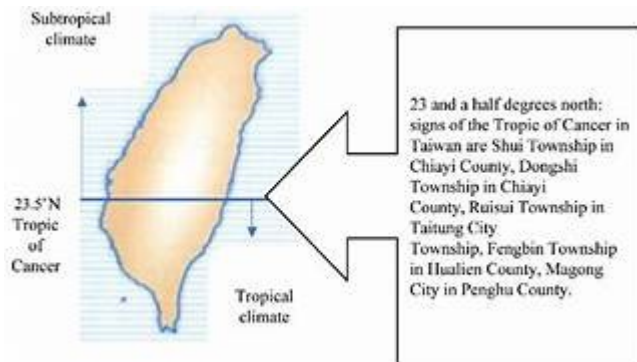 Subtropical
climate
23.5°N
Tropic
of
Cancer
Tropical
climate
23 and a half degrees north:
signs of the Tropic of Cancer in
Taiwan are Shui Township in
Chiayi County, Dongshi
Township in Chiayi
County, Ruisui Township in
Taitung City
Township, Fengbin Township
in Hualien County, Magong
City in Penghu County.